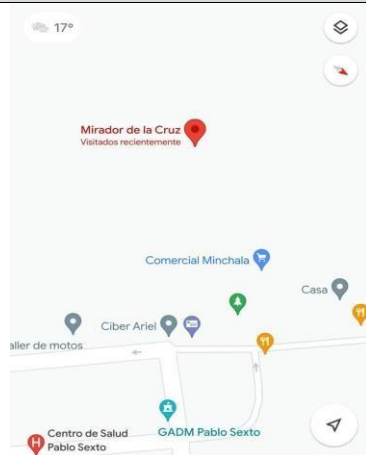 17°
Mirador de la Cruz
Visitados recientemente
Comercial Minchala
Casa
Ciber Ariel
aller de motos
GADM Pablo Sexto
Centro de Salud
Pablo Sexto
H